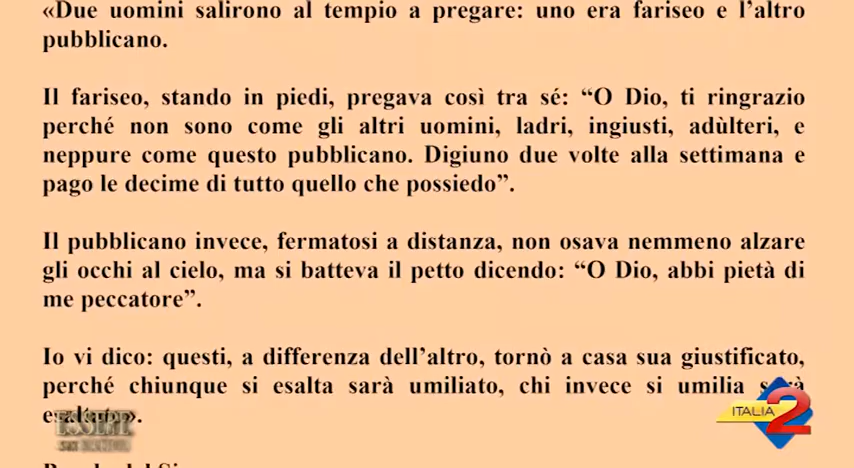 «Due uomini salirono al tempio a pregare: uno era fariseo e l’altro
pubblicano.
Il fariseo, stando in piedi, pregava così tra sé: “O Dio, ti ringrazio
perché non sono come gli altri uomini, ladri, ingiusti, adùlteri, e
neppure come questo pubblicano. Digiuno due volte alla settimana e
pago le decime di tutto quello che possiedo”.
Il pubblicano invece, fermatosi a distanza, non osava nemmeno alzare
gli occhi al cielo, ma si batteva il petto dicendo: “O Dio, abbi pietà di
me peccatore”.
Io vi dico: questi, a differenza dell’altro, tornò a casa sua giustificato,
perché chiunque si esalta sarà umiliato, chi invece si umilia sarà
esaltato».
ITALIA 2